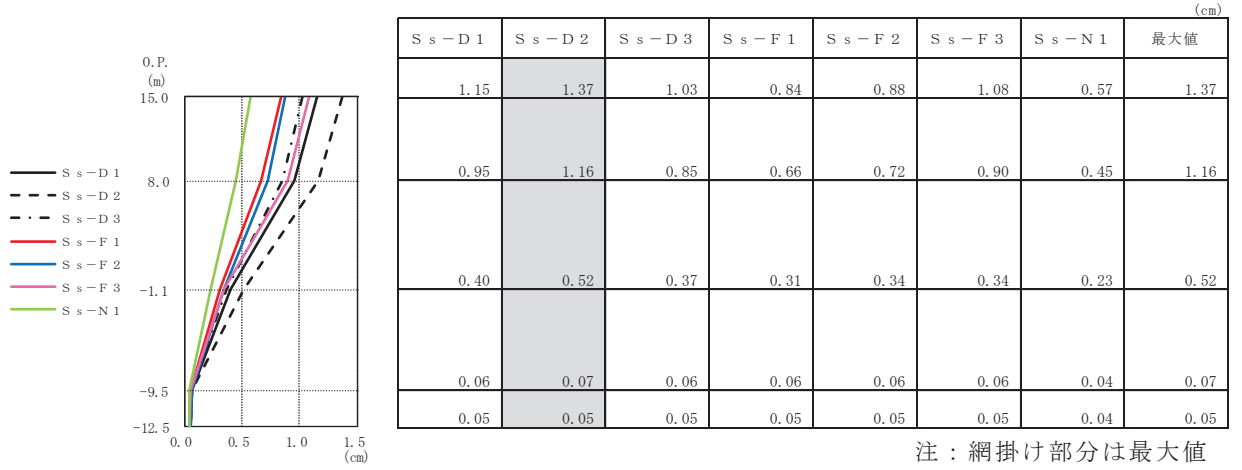 (cm)
Ss-D1 Ss-D2 Ss-D3 Ss-F1 Ss-F2 Ss-F3 Ss-N1 最大値
1.15 1.37 1.03 0.84 0.88 1.08 0.57 1.37
0.95 1.16 0.85 0.66 0.72 0.90 0.45 1.16
0.40 0.52 0.37 0.31 0.34 0.34 0.23 0.52
0.06 0.07 0.06 0.06 0.06 0.06 0.04 0.07
0.05 0.05 0.05 0.05 0.05 0.05 0.04 0.05
注：網掛け部分は最大値
O.P.
(m)
15.0
8.0
-1.1
-9.5
-12.5
0.0 0.5 1.0 1.5
(cm)
Ss-D1
Ss-D2
Ss-D3
Ss-F1
Ss-F2
Ss-F3
Ss-N1